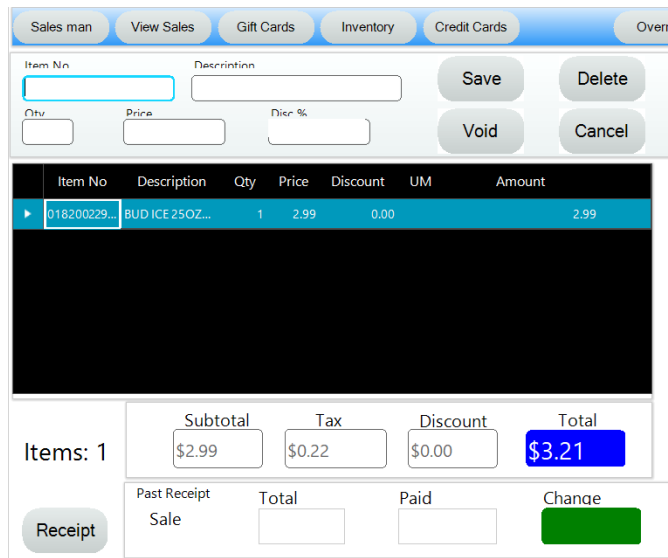 Sales man View Sales Gift Cards Inventory Credit Cards
Item No Description
Save Delete
Qty Price Disc %
Void Cancel
Item No Description Qty Price Discount UM Amount
018200229... BUD ICE 25OZ... 1 2.99 0.00 2.99
Subtotal Tax Discount Total
Items: 1 $2.99 $0.22 $0.00 $3.21
Past Receipt Total Paid Change
Sale
Receipt